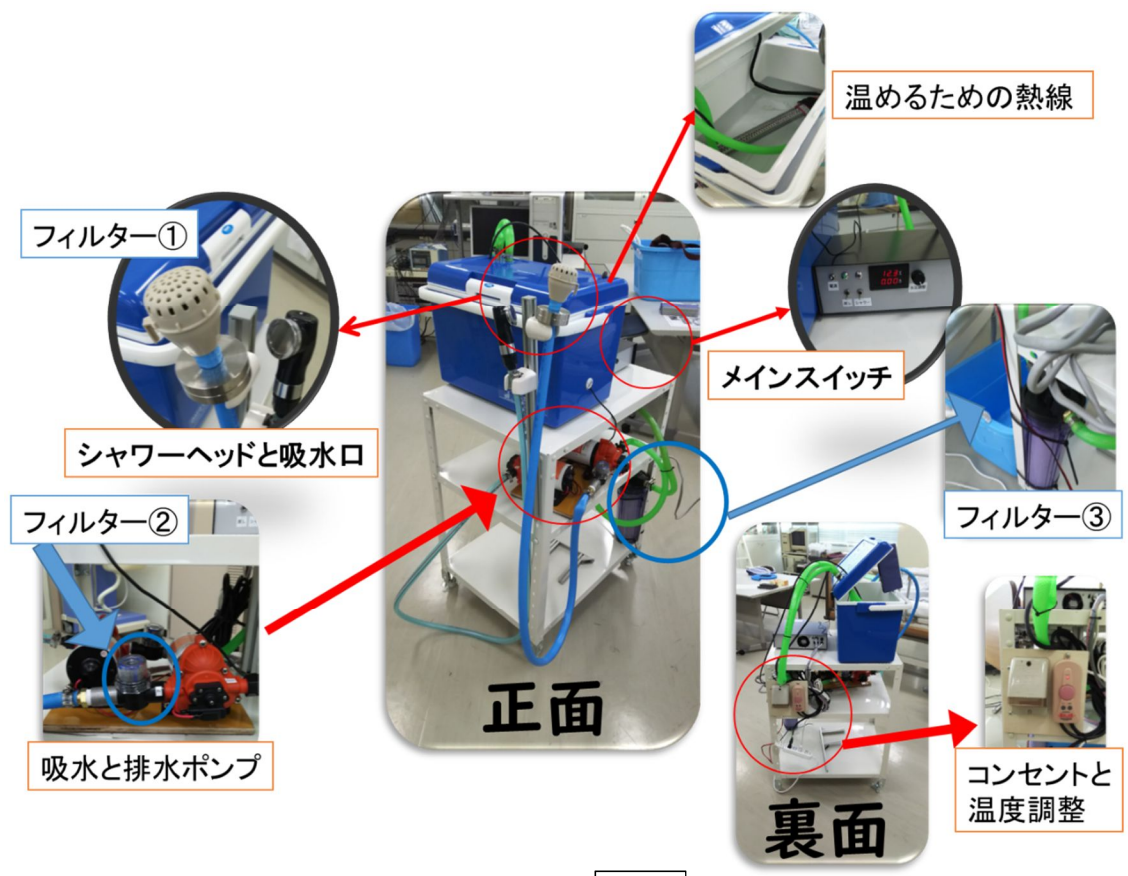 温めるための熱線
フィルター①
メインスイッチ
シャワーヘッドと吸水口
フィルター②
フィルター③
吸水と排水ポンプ
正面
コンセントと
温度調整
裏面